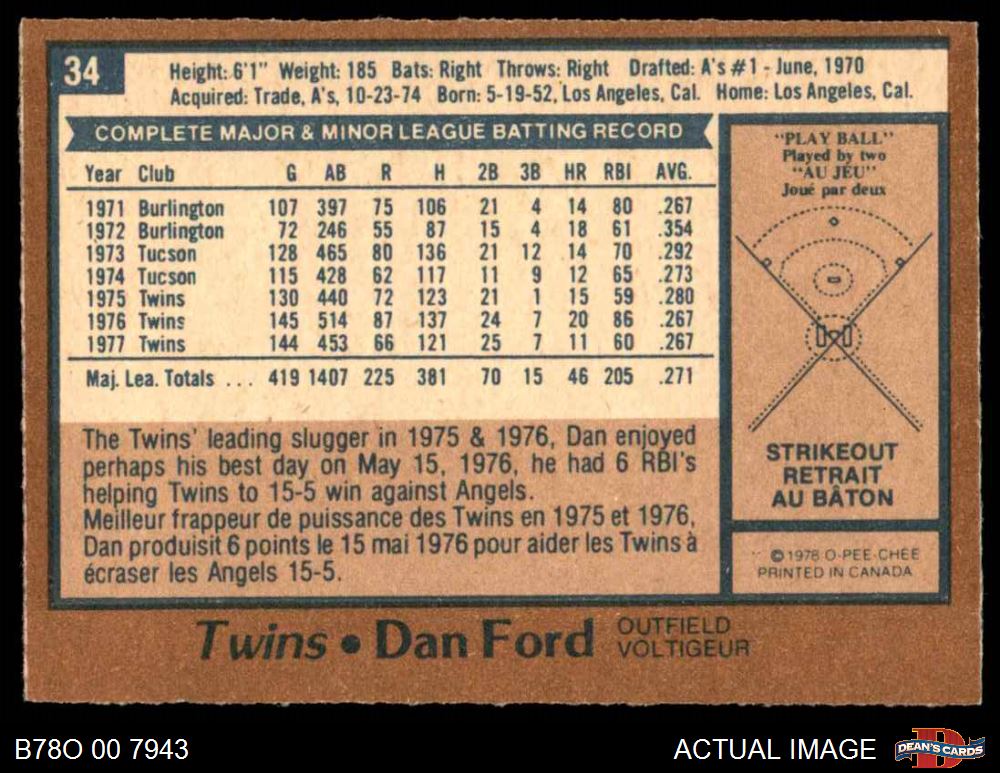 34
Height: 6'1" Weight: 185 Bats: Right Throws: Right Drafted: A's #1 - June, 1970
Acquired: Trade, A's, 10-23-74 Born: 5-19-52, Los Angeles, Cal. Home: Los Angeles, Cal.
COMPLETE MAJOR & MINOR LEAGUE BATTING RECORD
Year Club G AB R H 2B 3B HR RBI AVG.
1971 Burlington 107 397 75 106 21 4 14 80 .267
1972 Burlington 72 246 55 87 15 4 18 61 .354
1973 Tucson 128 465 80 136 21 12 14 70 .292
1974 Tucson 115 428 62 117 11 9 12 65 .273
1975 Twins 130 440 72 123 21 1 15 59 .280
1976 Twins 145 514 87 137 24 7 20 86 .267
1977 Twins 144 453 66 121 25 7 11 60 .267
Maj. Lea. Totals ... 419 1407 225 381 70 15 46 205 .271
The Twins' leading slugger in 1975 & 1976, Dan enjoyed
perhaps his best day on May 15, 1976, he had 6 RBI's
helping Twins to 15-5 win against Angels.
Meilleur frappeur de puissance des Twins en 1975 et 1976,
Dan produisit 6 points le 15 mai 1976 pour aider les Twins à
écraser les Angels 15-5.
"PLAY BALL"
Played by two
"AU JEU"
Joué par deux
STRIKEOUT
RETRAIT
AU BÂTON
© 1978 O-PEE-CHEE
PRINTED IN CANADA
Twins • Dan Ford OUTFIELD
VOLTIGEUR
B78O 00 7943
ACTUAL IMAGE
D
DEAN'S CARDS